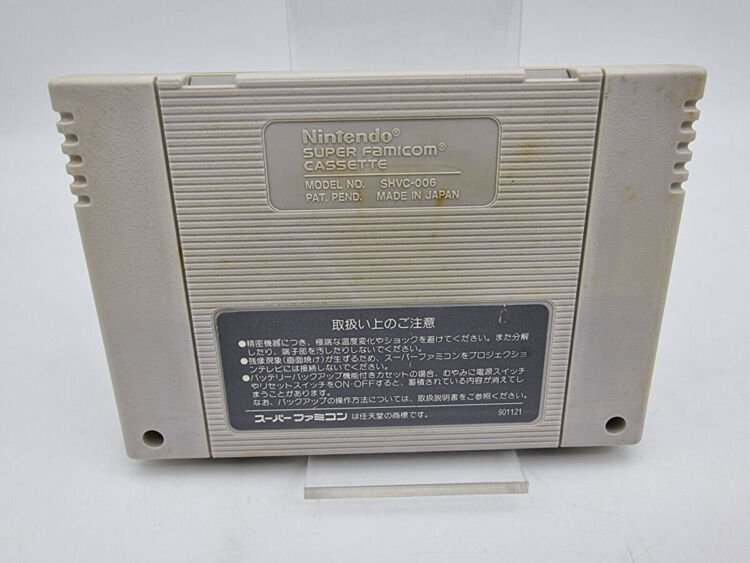 Nintendo®
SUPER FAMICOM®
CASSETTE
MODEL NO. SHVC-006
PAT. PEND. MADE IN JAPAN
取扱い上のご注意
●精密機器につき、極端な温度変化やショックを避けてください。また分解
したり、端子部を汚したりしないでください。
●残像現象(画面焼け)が生ずるため、スーパーファミコンをプロジェクショ
ンテレビには接続しないでください。
●バッテリーバックアップ機能付きカセットの場合、むやみに電源スイッチ
やリセットスイッチをON・OFFすると、蓄積されている内容が消えてし
まうことがあります。
なお、バックアップの操作方法については、取扱説明書をご参照ください。
スーパーファミコン は任天堂の商標です。 901121